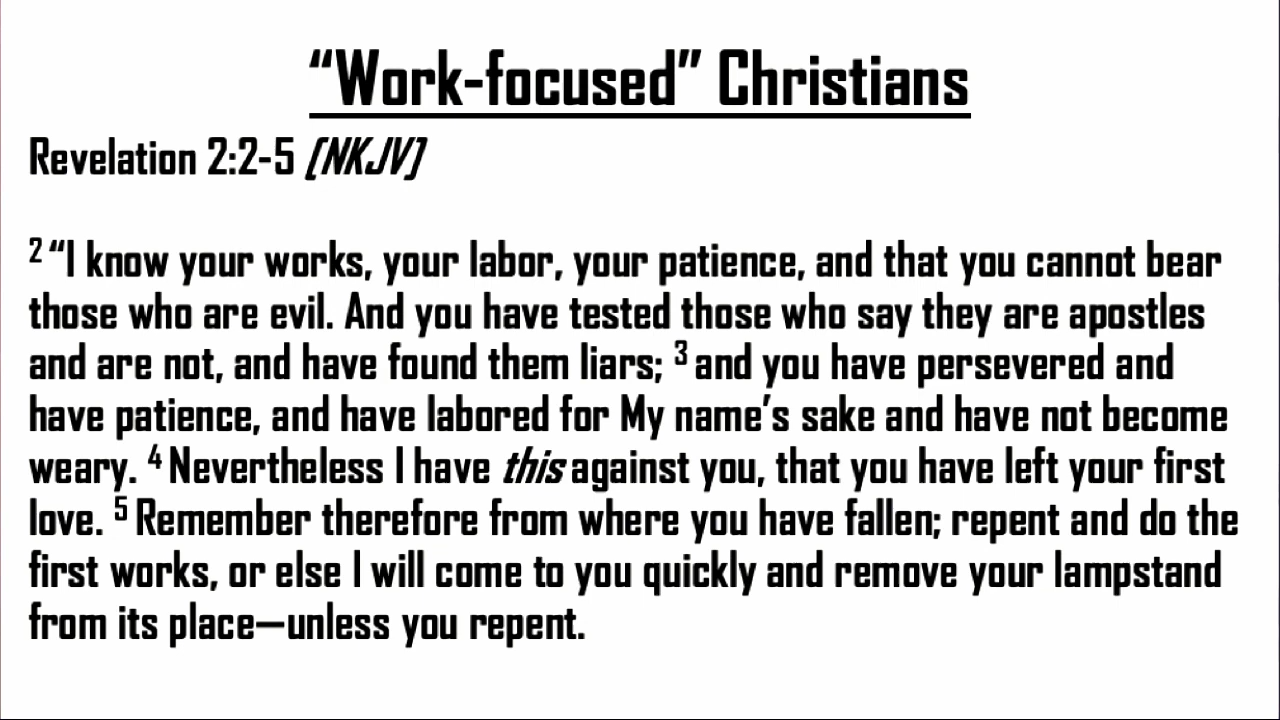 “Work-focused” Christians
Revelation 2:2-5 [NKJV]
2 “I know your works, your labor, your patience, and that you cannot bear
those who are evil. And you have tested those who say they are apostles
and are not, and have found them liars; 3 and you have persevered and
have patience, and have labored for My name’s sake and have not become
weary. 4 Nevertheless I have this against you, that you have left your first
love. 5 Remember therefore from where you have fallen; repent and do the
first works, or else I will come to you quickly and remove your lampstand
from its place—unless you repent.